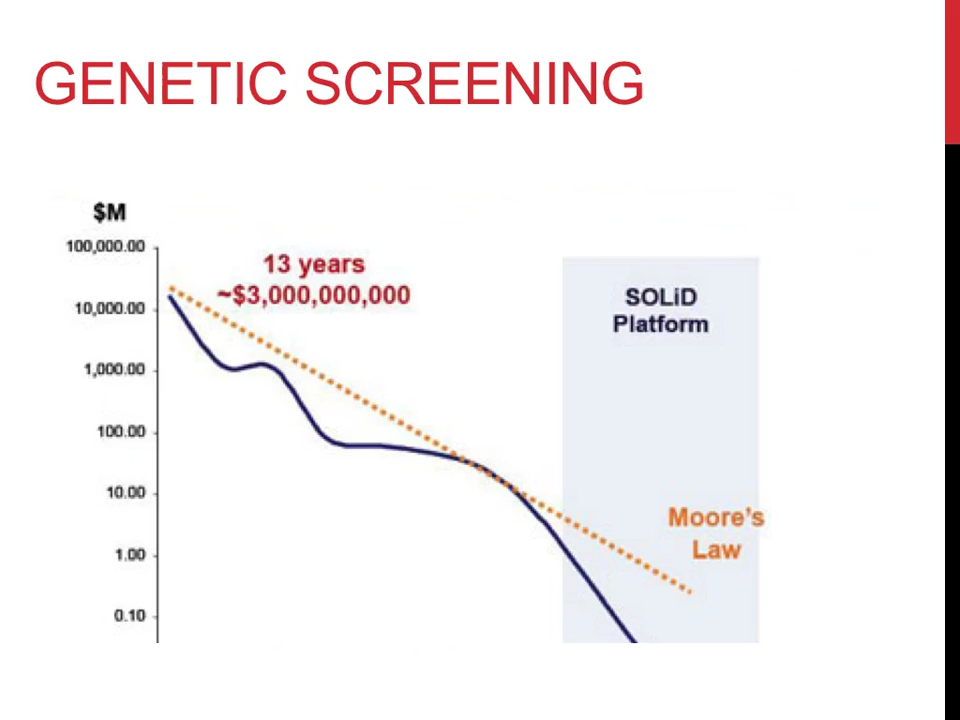 GENETIC SCREENING
$M
100,000.00
10,000.00
1,000.00
100.00
10.00
1.00
0.10
13 years
~$3,000,000,000
SOLiD
Platform
Moore's
Law